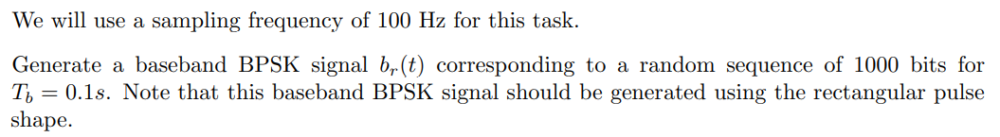 We will use a sampling frequency of 100 Hz for this task.
Generate a baseband BPSK signal b_r(t) corresponding to a random sequence of 1000 bits for
T_b = 0.1s. Note that this baseband BPSK signal should be generated using the rectangular pulse
shape.